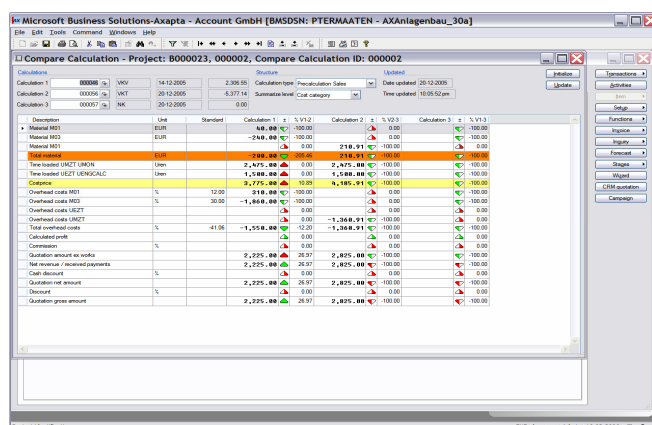 Microsoft Business Solutions-Axapta - Account GmbH [BMSDSN: PTERMAATEN - AXAnlagenbau_30a]
File Edit Tools Command Windows Help
Compare Calculation - Project: B000023, 000002, Compare Calculation ID: 000002
Calculations Structure Updated
Calculation 1 000046 VKV 14-12-2005 2,306.55 Calculation type Precalculation Sales Date updated 20-12-2005
Calculation 2 000056 VKT 20-12-2005 -5,377.14 Summarize level Cost category Time updated 10:05:52 pm
Calculation 3 000057 NK 20-12-2005 0.00
Initialize
Update
Description Unit Standard Calculation 1 ± % V1-2 Calculation 2 ± % V2-3 Calculation 3 ± % V1-3
Material M01 EUR 40.00 -100.00 0.00 -100.00
Material M03 EUR -240.00 -100.00 0.00 -100.00
Material M01 0.00 210.91 -100.00 0.00
Total material EUR -200.00 -205.46 210.91 -100.00 -100.00
Time loaded UMZT UMON Uren 2,475.00 0.00 2,475.00 -100.00 -100.00
Time loaded UEZT UENGCALC Uren 1,500.00 0.00 1,500.00 -100.00 -100.00
Costprice 3,775.00 10.89 4,185.91 -100.00 -100.00
Overhead costs M01 % 12.00 310.00 -100.00 0.00 -100.00
Overhead costs M03 % 30.00 -1,860.00 -100.00 0.00 -100.00
Overhead costs UEZT 0.00 0.00 0.00
Overhead costs UMZT 0.00 -1,360.91 -100.00 0.00
Total overhead costs % -41.06 -1,550.00 -12.20 -1,360.91 -100.00 -100.00
Calculated profit 0.00 0.00 0.00
Commission % 0.00 0.00 0.00
Quotation amount ex works 2,225.00 26.97 2,825.00 -100.00 -100.00
Net revenue / received payments 2,225.00 26.97 2,825.00 -100.00 -100.00
Cash discount % 0.00 0.00 0.00
Quotation net amount 2,225.00 26.97 2,825.00 -100.00 -100.00
Discount % 0.00 0.00 0.00
Quotation gross amount 2,225.00 26.97 2,825.00 -100.00 -100.00
Transactions
Activities
Item
Setup
Functions
Invoice
Inquiry
Forecast
Stages
Wizard
CRM quotation
Campaign